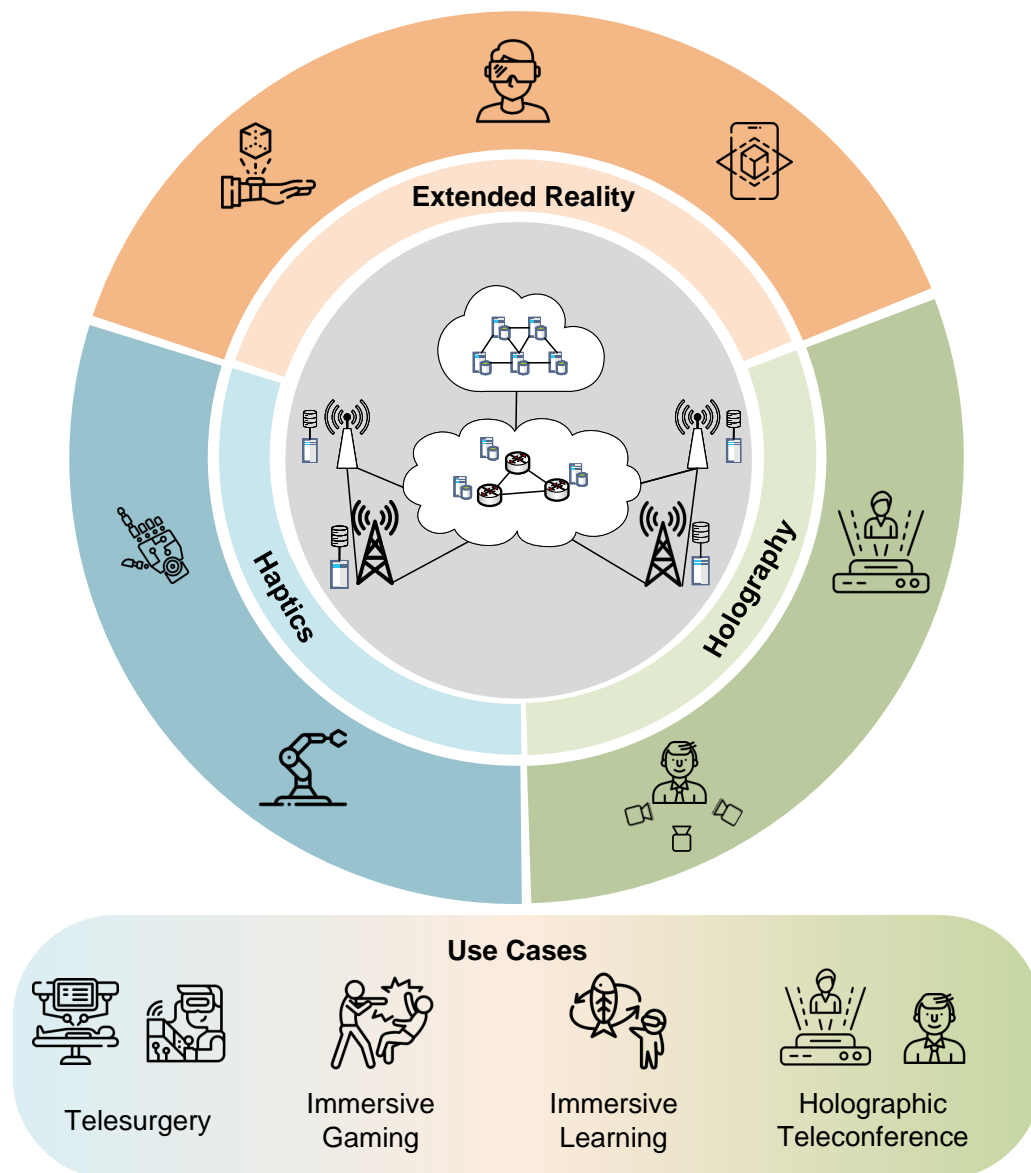 Extended Reality
Haptics
Holography
Use Cases
Telesurgery
Immersive
Gaming
Immersive
Learning
Holographic
Teleconference